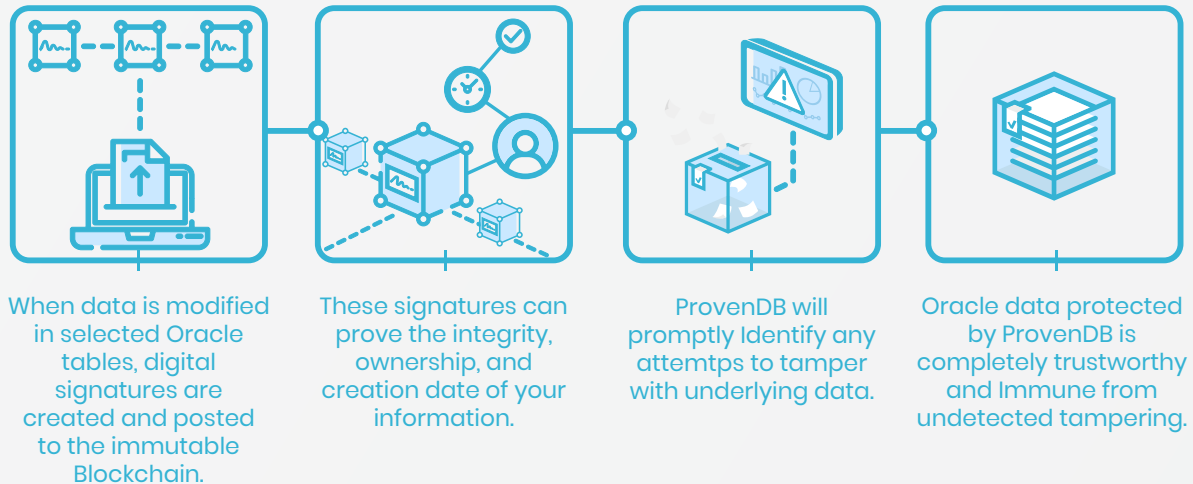 When data is modified
in selected Oracle
tables, digital
signatures are
created and posted
to the immutable
Blockchain.
These signatures can
prove the integrity,
ownership, and
creation date of your
information.
ProvenDB will
promptly Identify any
attemtps to tamper
with underlying data.
Oracle data protected
by ProvenDB is
completely trustworthy
and Immune from
undetected tampering.